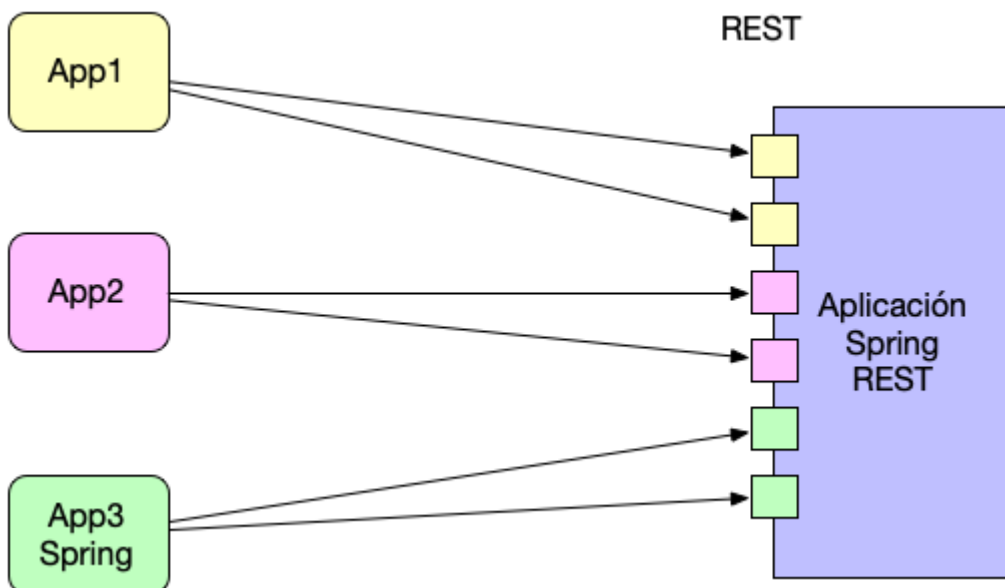 REST
App1
App2
App3
Spring
Aplicación
Spring
REST